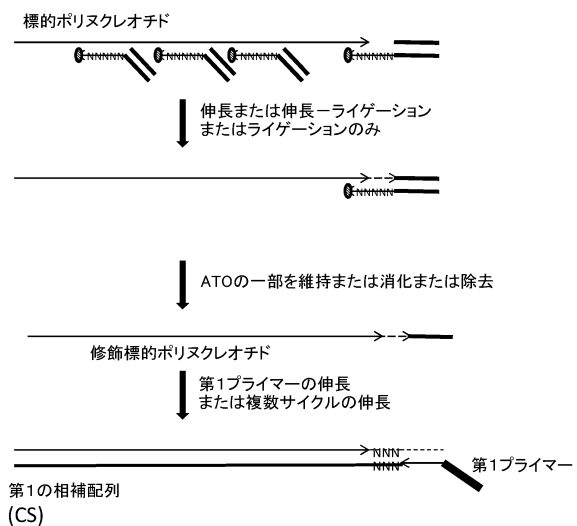 標的ポリヌクレオチド
NNNNN NNNNN NNNNN NNNNN
伸長または伸長－ライゲーション
またはライゲーションのみ
NNNNN
ATOの一部を維持または消化または除去
修飾標的ポリヌクレオチド
第1プライマーの伸長
または複数サイクルの伸長
NNN
NNN
第1プライマー
第1の相補配列
(CS)